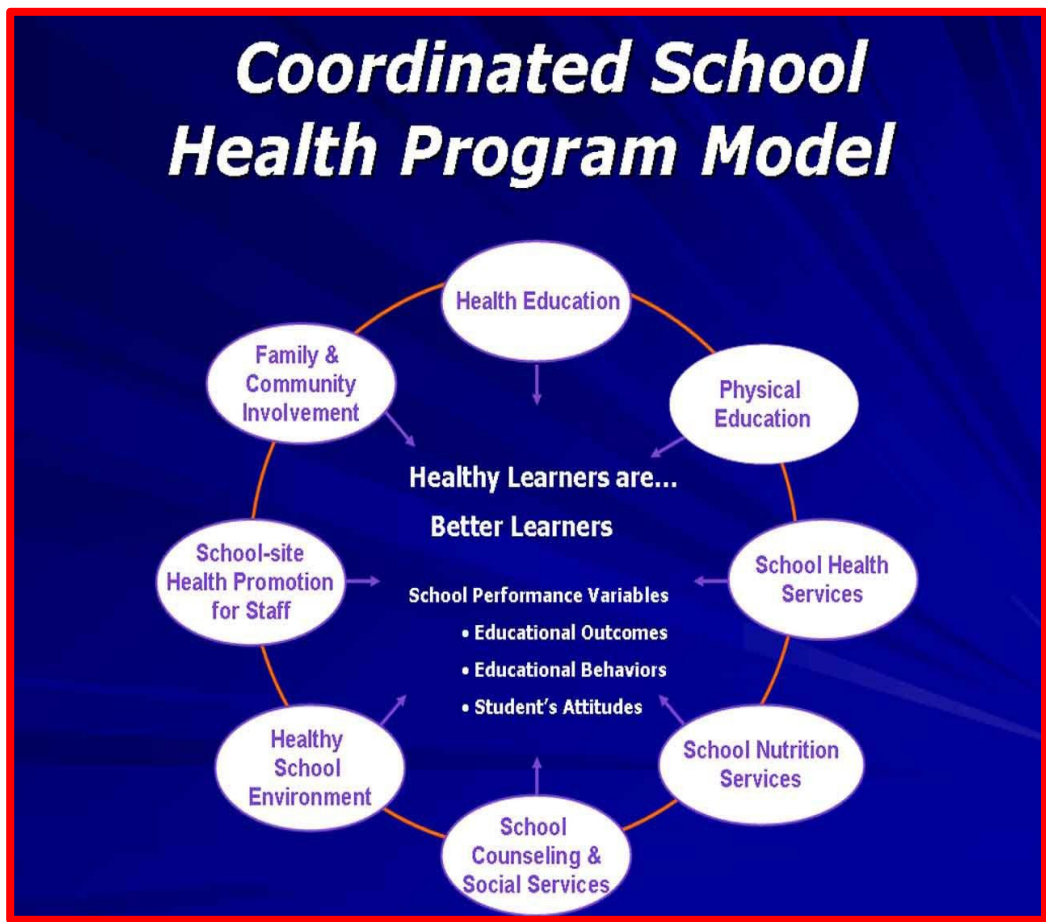 Coordinated School
Health Program Model
Health Education
Family &
Community
Involvement
Physical
Education
Healthy Learners are...
Better Learners
School-site
Health Promotion
for Staff
School Health
Services
School Performance Variables
• Educational Outcomes
• Educational Behaviors
• Student's Attitudes
Healthy
School
Environment
School Nutrition
Services
School
Counseling &
Social Services